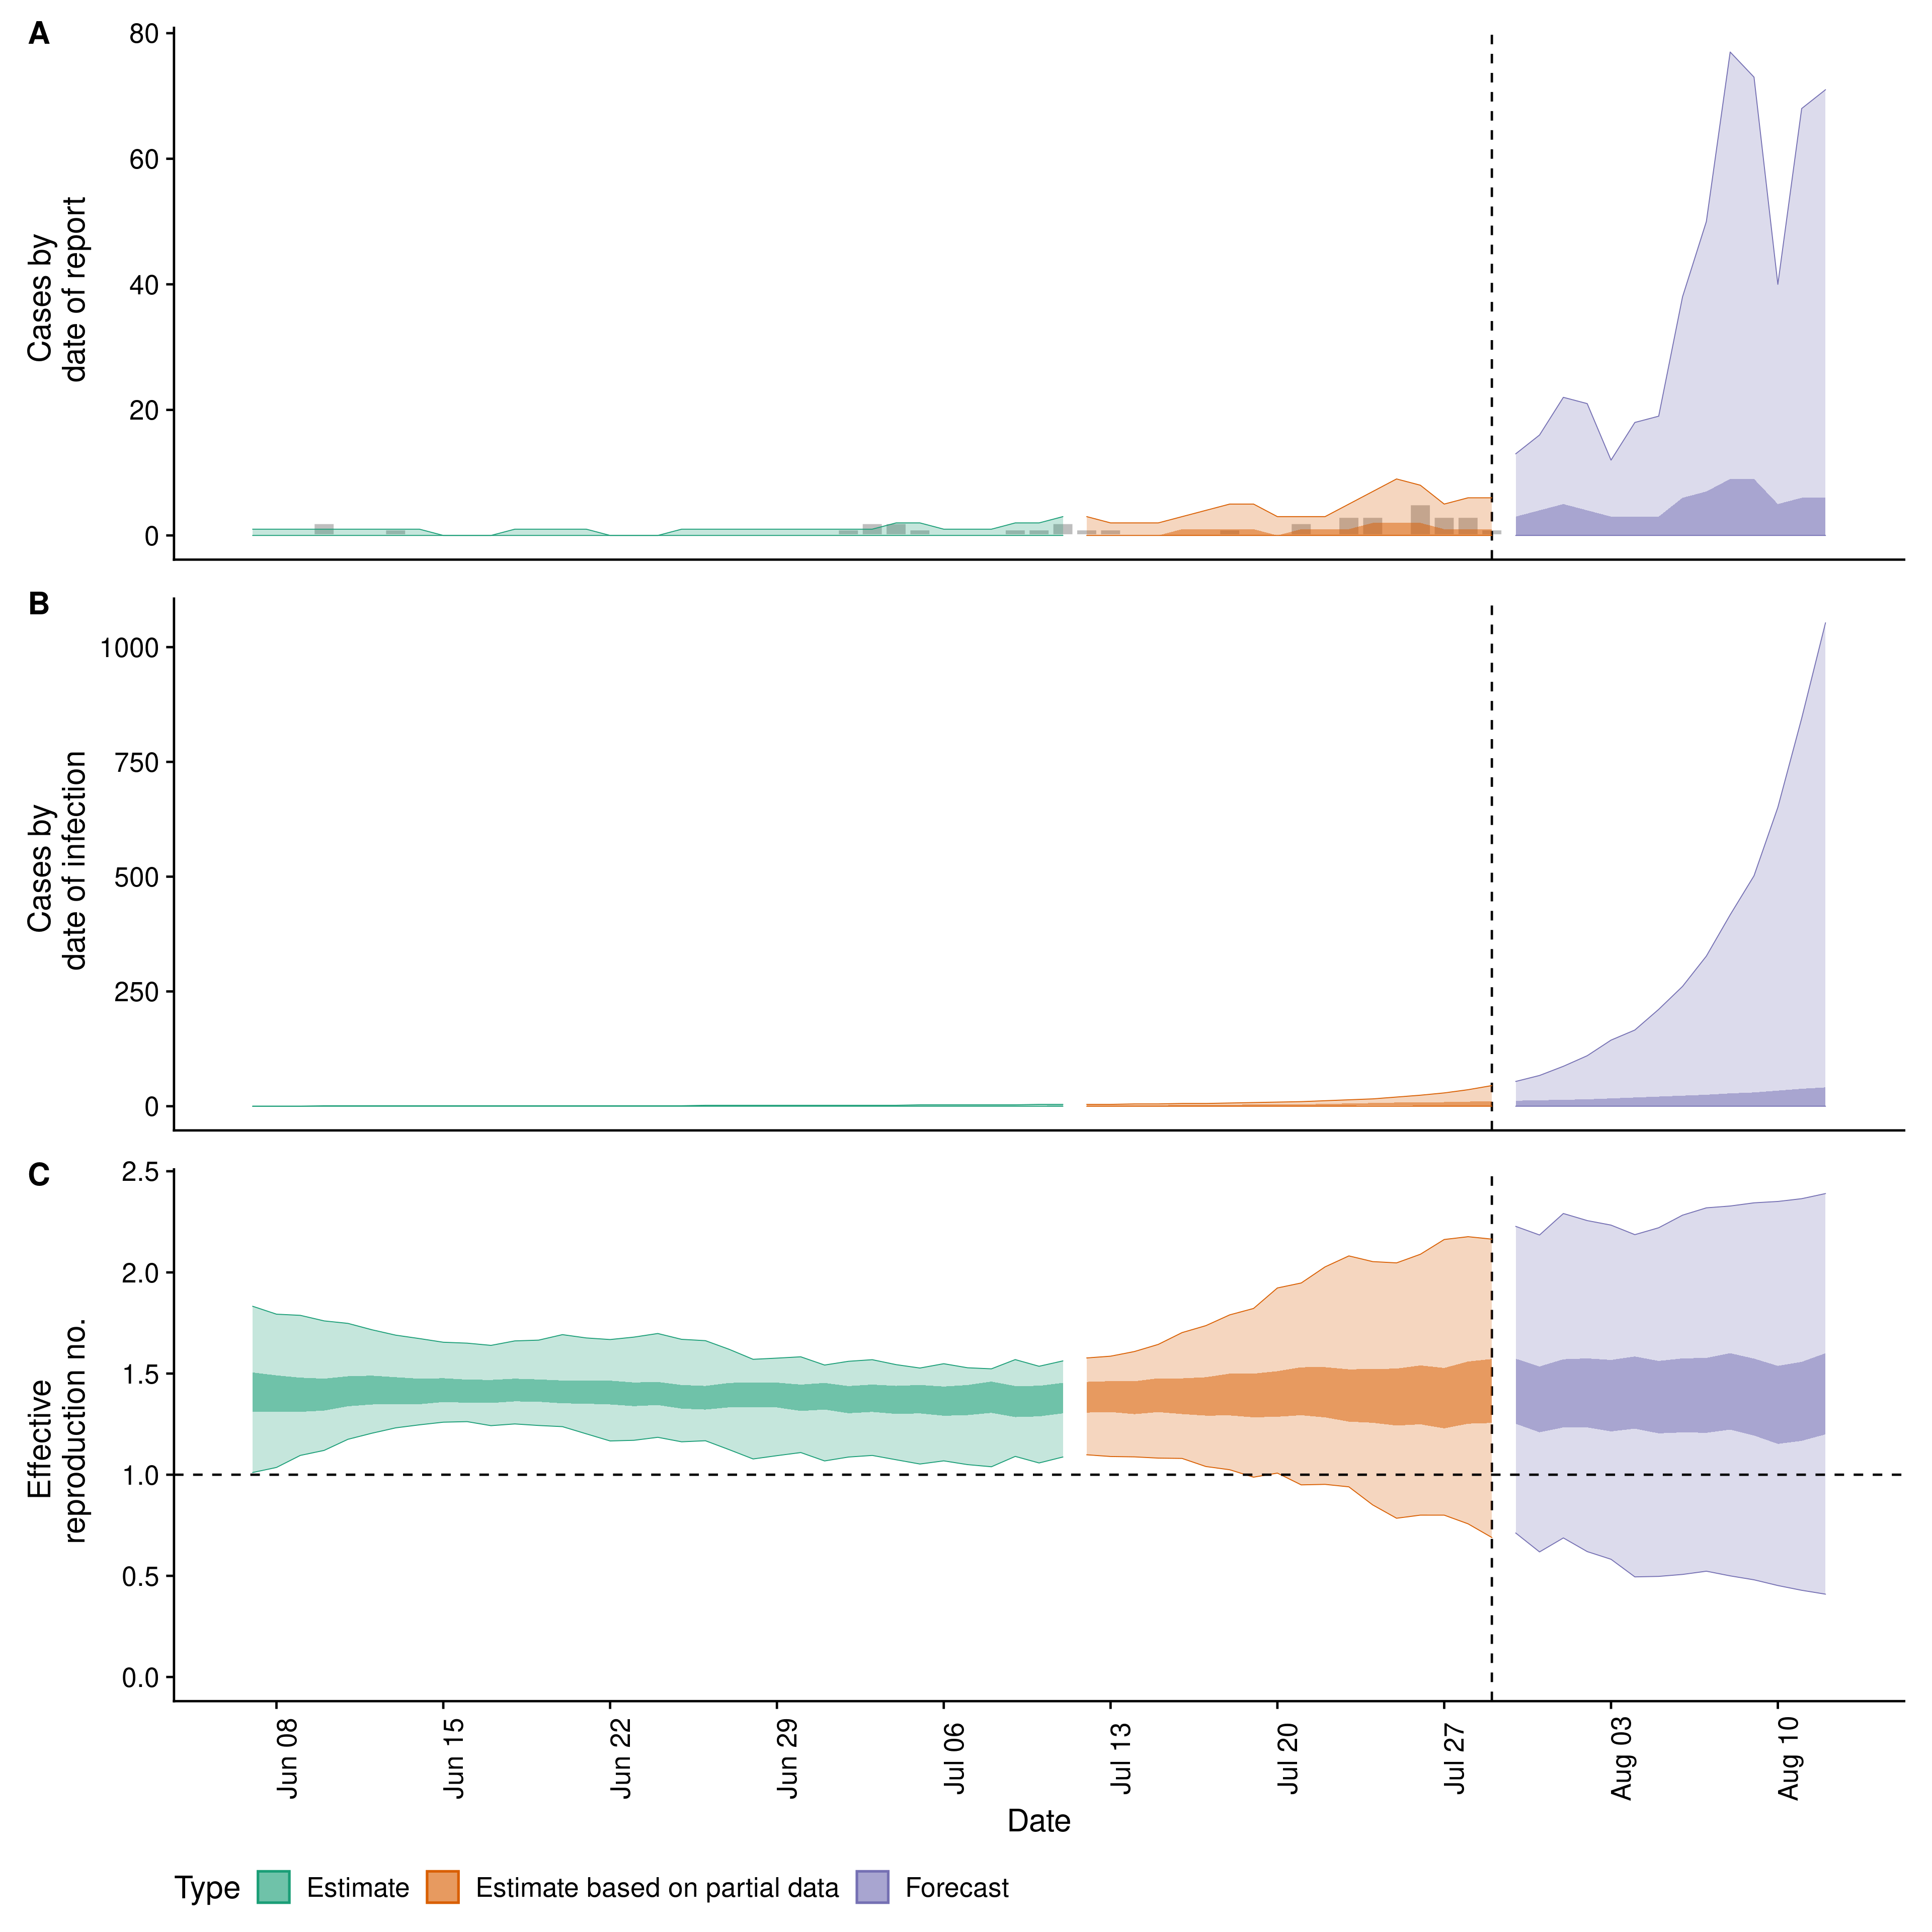 A
80
60
40
20
0
Cases by
date of report
B
1000
750
500
250
0
Cases by
date of infection
C
2.5
2.0
1.5
1.0
0.5
0.0
Effective
reproduction no.
Jun 08
Jun 15
Jun 22
Jun 29
Jul 06
Jul 13
Jul 20
Jul 27
Aug 03
Aug 10
Date
Type Estimate Estimate based on partial data Forecast